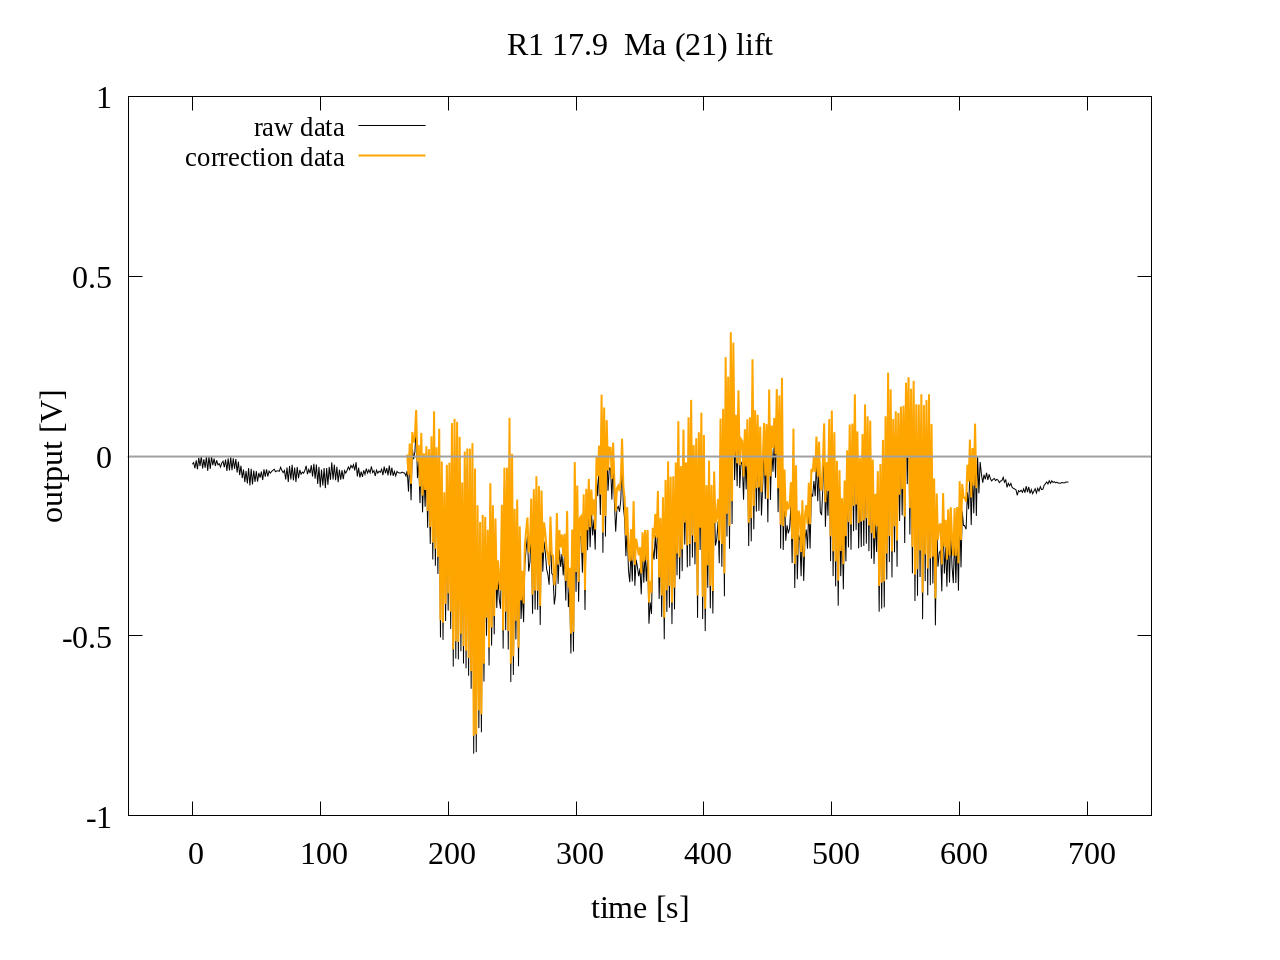 R1 17.9  Ma (21) lift
raw data
correction data
1
0.5
0
-0.5
-1
output [V]
0 100 200 300 400 500 600 700
time [s]